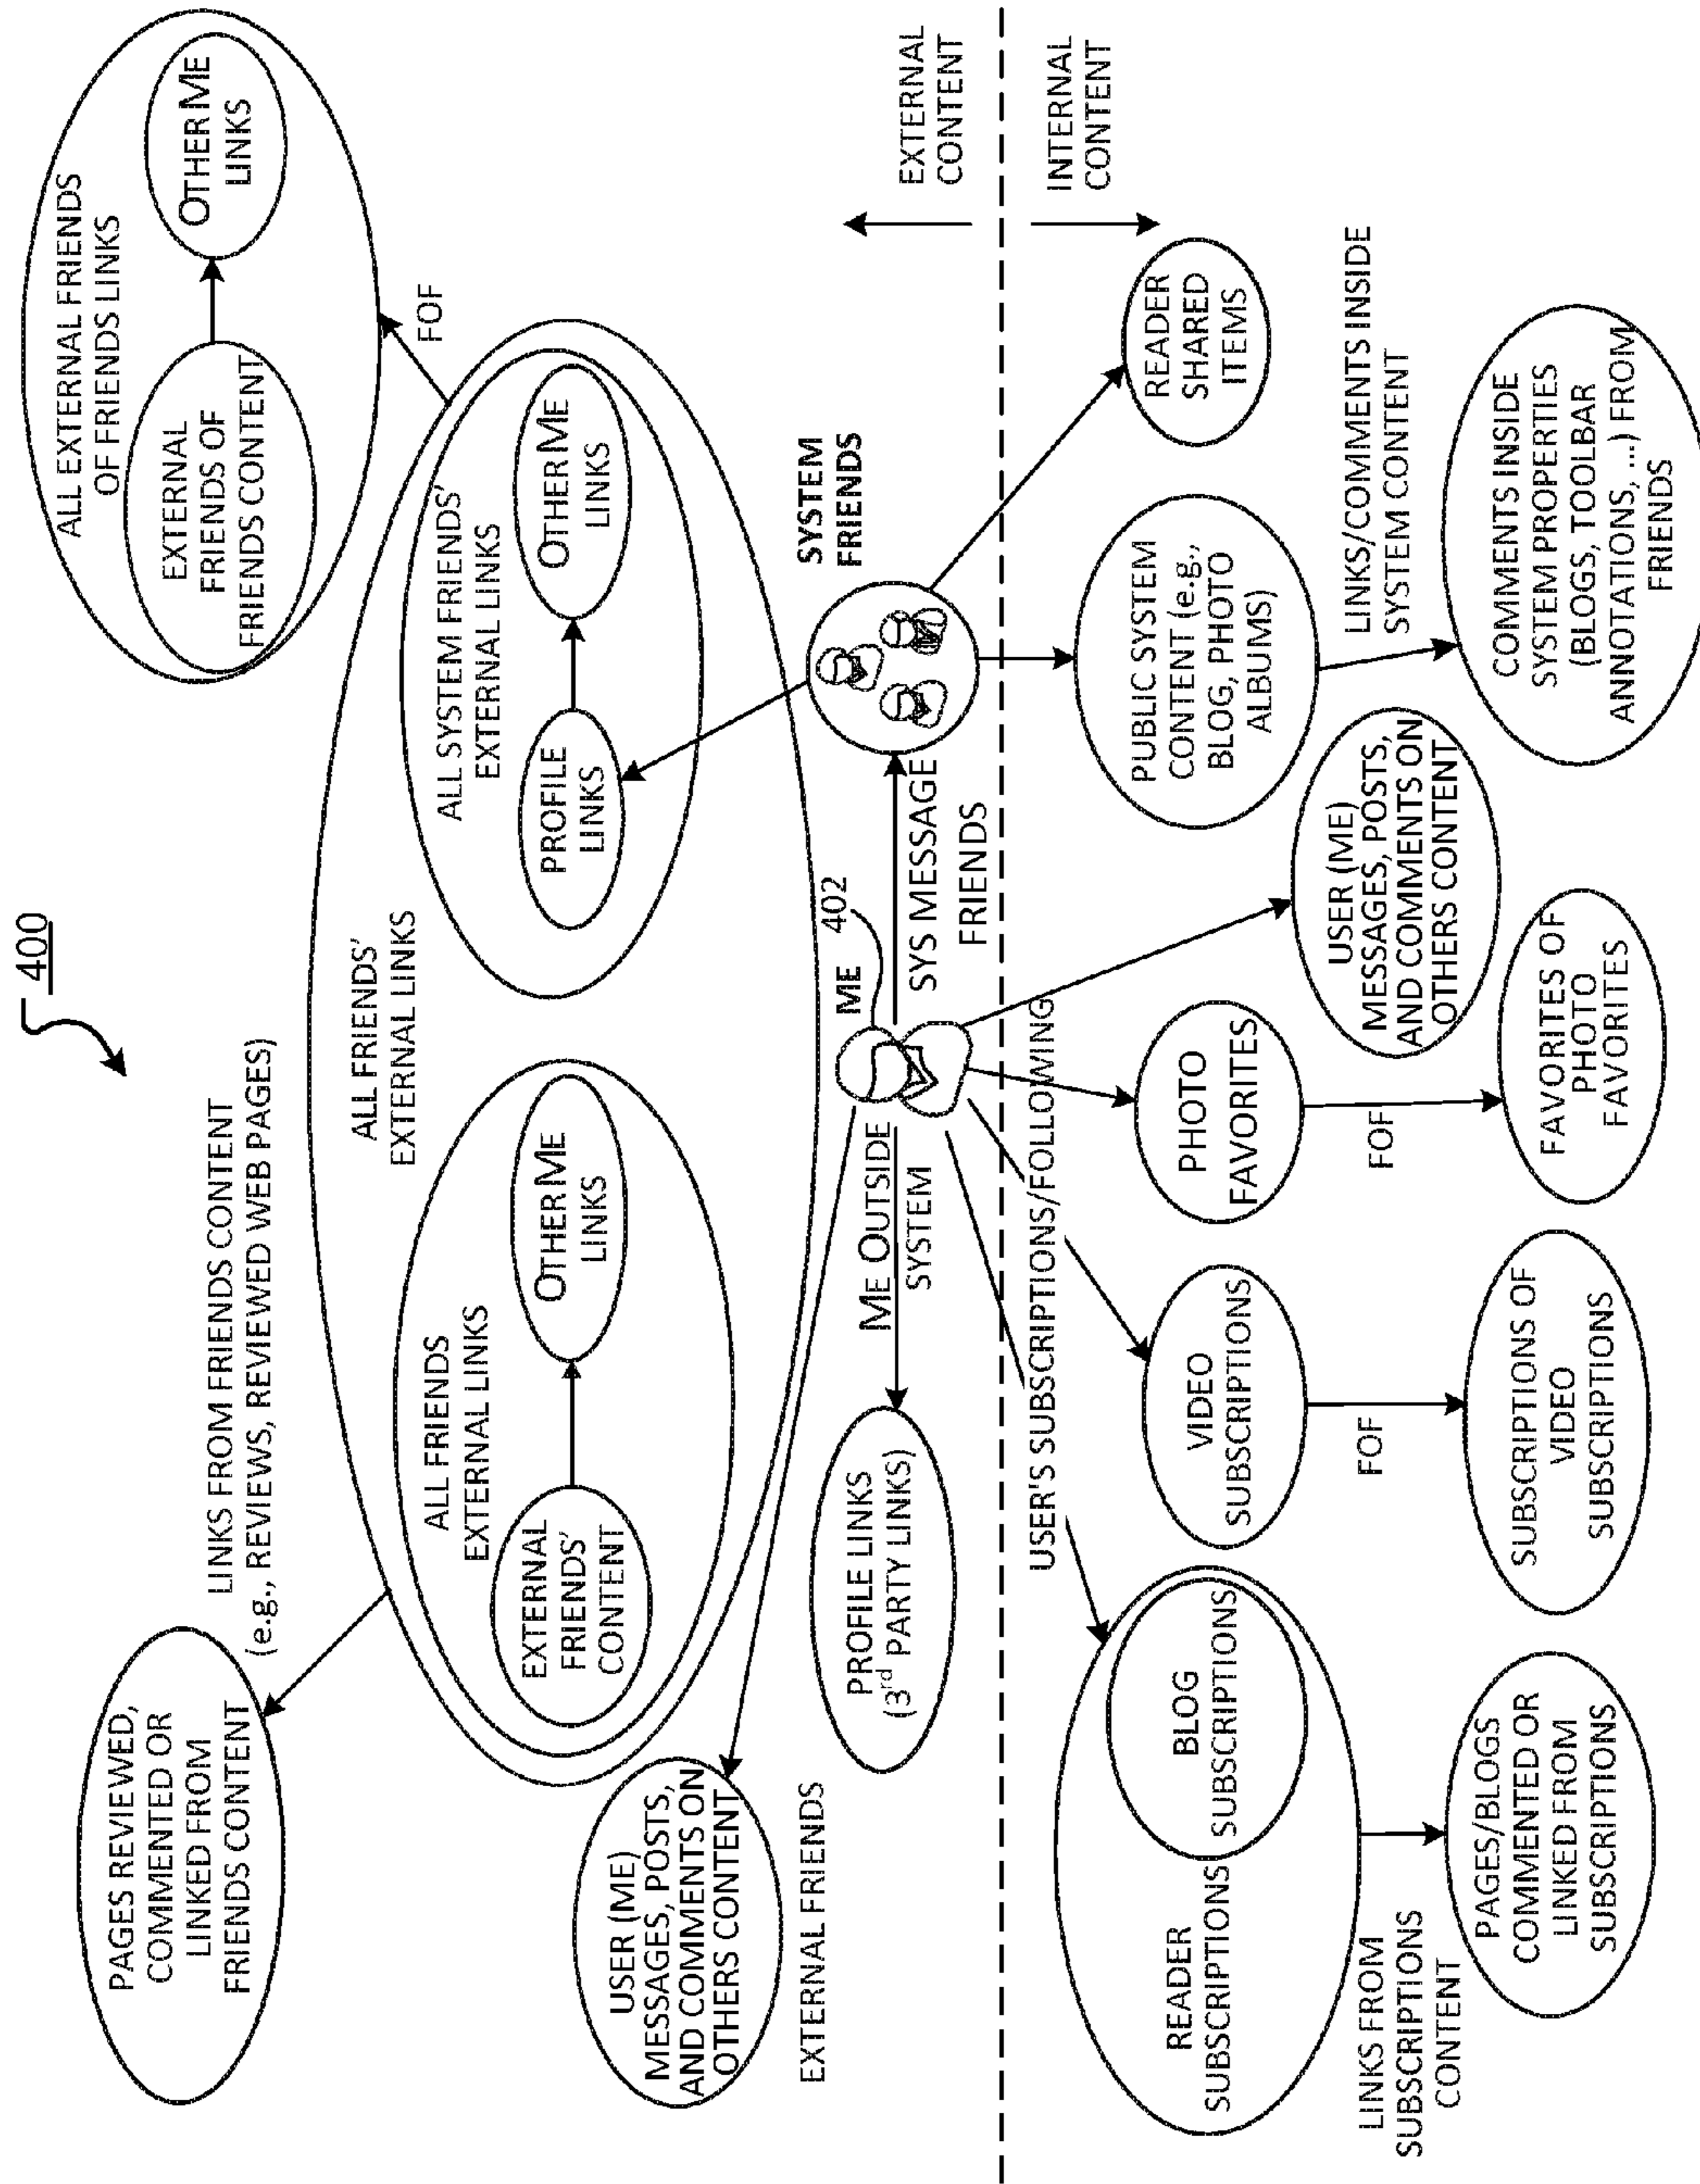 400
LINKS FROM FRIENDS CONTENT
(e.g., REVIEWS, REVIEWED WEB PAGES)
PAGES REVIEWED,
COMMENTED OR
LINKED FROM
FRIENDS CONTENT
ALL EXTERNAL FRIENDS
OF FRIENDS LINKS
EXTERNAL
FRIENDS OF
FRIENDS CONTENT
OTHER ME
LINKS
FOF
ALL FRIENDS'
EXTERNAL LINKS
ALL FRIENDS
EXTERNAL LINKS
EXTERNAL
FRIENDS'
CONTENT
OTHER ME
LINKS
ALL SYSTEM FRIENDS'
EXTERNAL LINKS
PROFILE
LINKS
OTHER ME
LINKS
USER (ME)
MESSAGES, POSTS,
AND COMMENTS ON
OTHERS CONTENT
EXTERNAL FRIENDS
PROFILE LINKS
(3rd PARTY LINKS)
ME OUTSIDE
SYSTEM
ME
402
SYS MESSAGE
FRIENDS
SYSTEM
FRIENDS
EXTERNAL
CONTENT
INTERNAL
CONTENT
USER'S SUBSCRIPTIONS/FOLLOWING
READER
SUBSCRIPTIONS
BLOG
SUBSCRIPTIONS
VIDEO
SUBSCRIPTIONS
PHOTO
FAVORITES
USER (ME)
MESSAGES, POSTS,
AND COMMENTS ON
OTHERS CONTENT
PUBLIC SYSTEM
CONTENT (e.g.,
BLOG, PHOTO
ALBUMS)
READER
SHARED
ITEMS
LINKS FROM
SUBSCRIPTIONS
CONTENT
FOF
FOF
LINKS/COMMENTS INSIDE
SYSTEM CONTENT
PAGES/BLOGS
COMMENTED OR
LINKED FROM
SUBSCRIPTIONS
SUBSCRIPTIONS OF
VIDEO
SUBSCRIPTIONS
FAVORITES OF
PHOTO
FAVORITES
COMMENTS INSIDE
SYSTEM PROPERTIES
(BLOGS, TOOLBAR
ANNOTATIONS, ...) FROM
FRIENDS